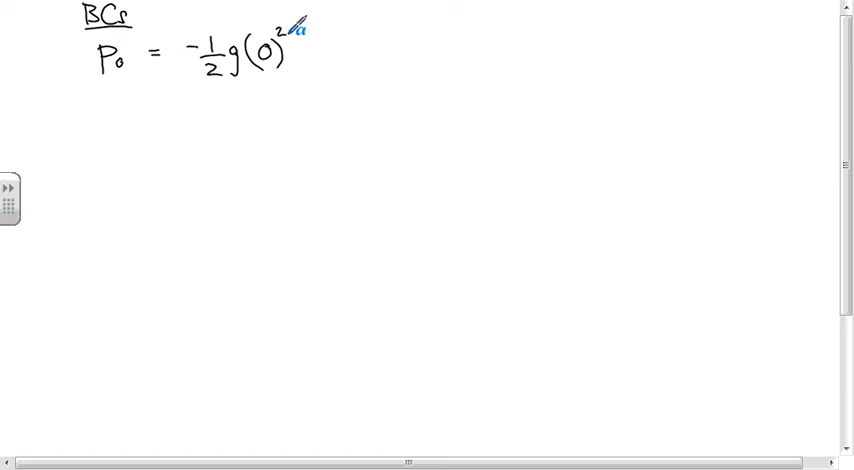 BCs
p₀ = -1/2 g(0)²